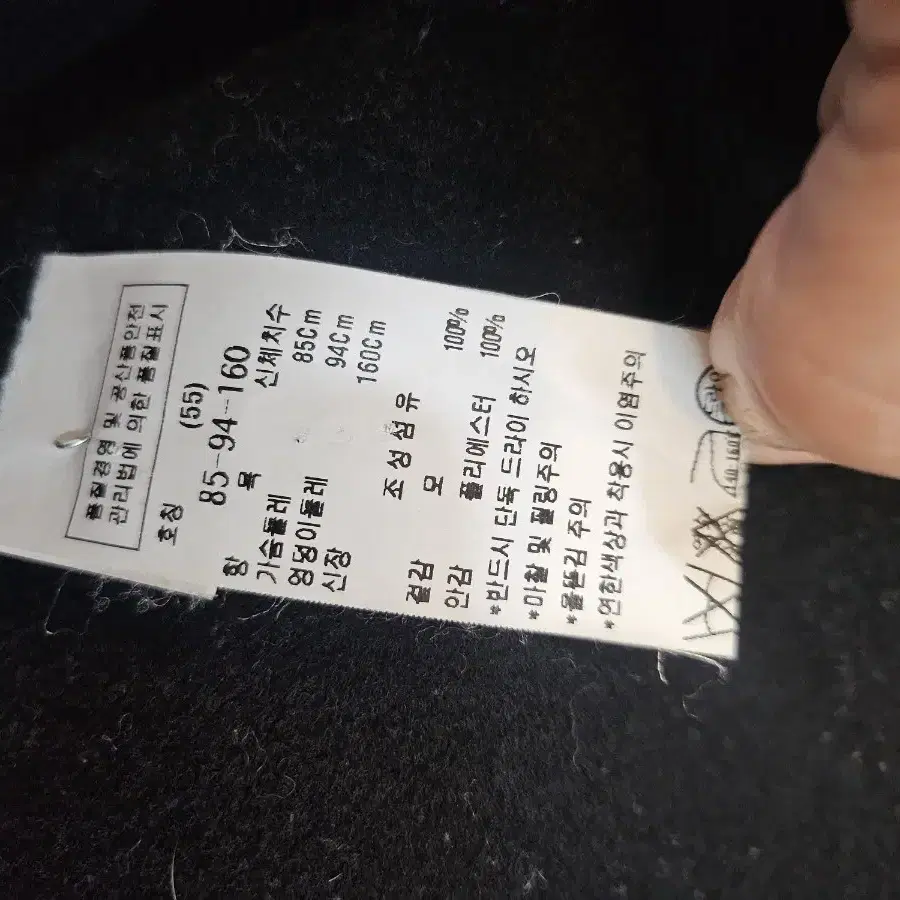 품질경영 및 공산품안전
관리법에 의한 품질표시
(55)
호칭 85-94-160
항 목 신체치수
가슴둘레 85Cm
엉덩이둘레 94Cm
신장 160Cm
조성섬유
겉감 모 100%
안감 폴리에스터 100%
*반드시 단독 드라이 하시오
*마찰 및 필링주의
*올뜯김 주의
*연한색상과 착용시 이염주의